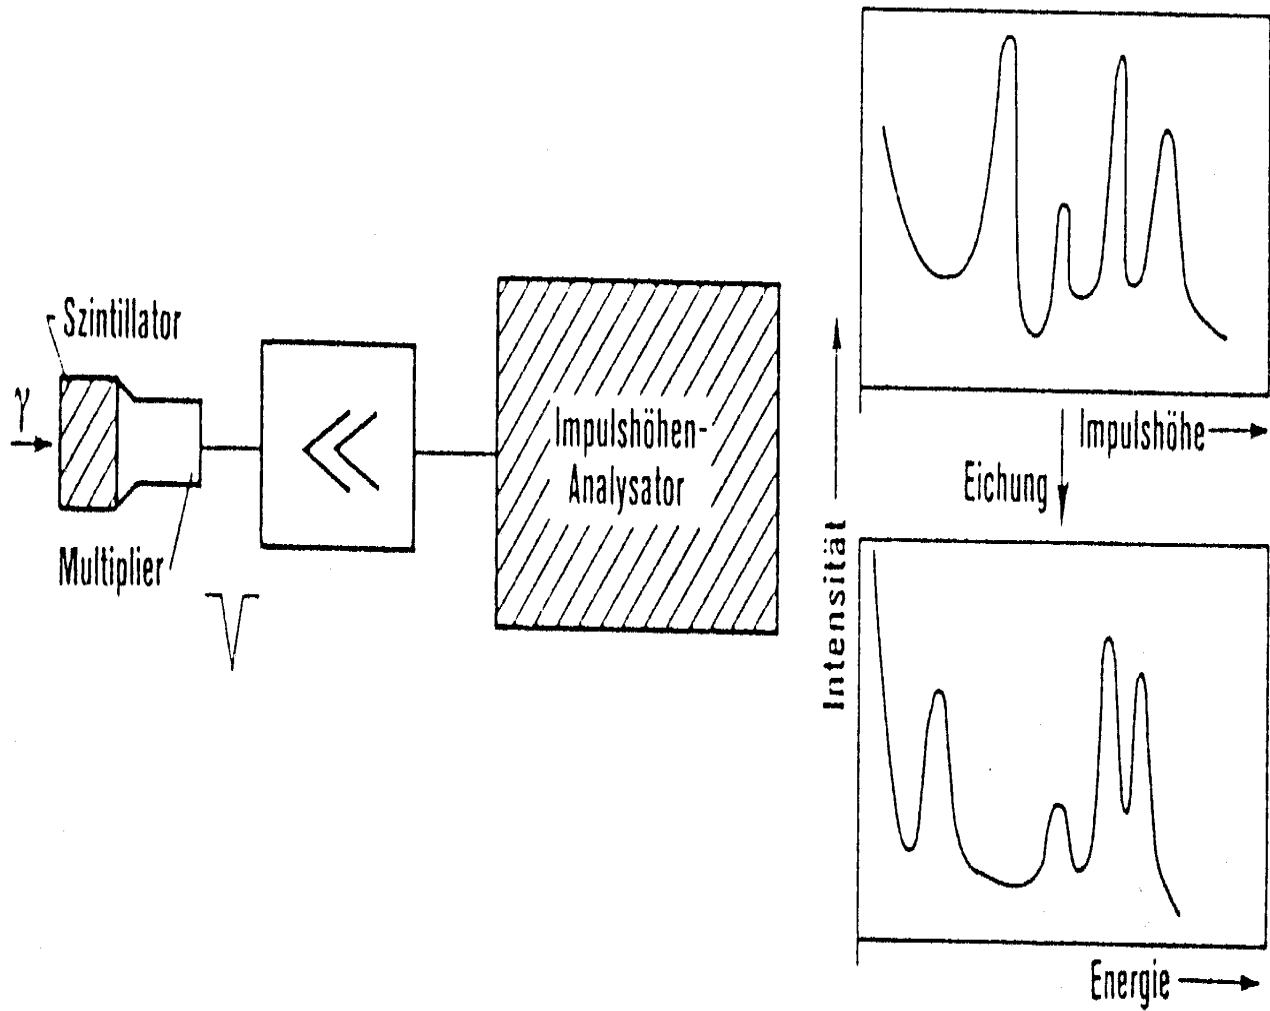 Szintillator
γ
Multiplier
Impulshöhen-
Analysator
Intensität
Impulshöhe
Eichung
Energie